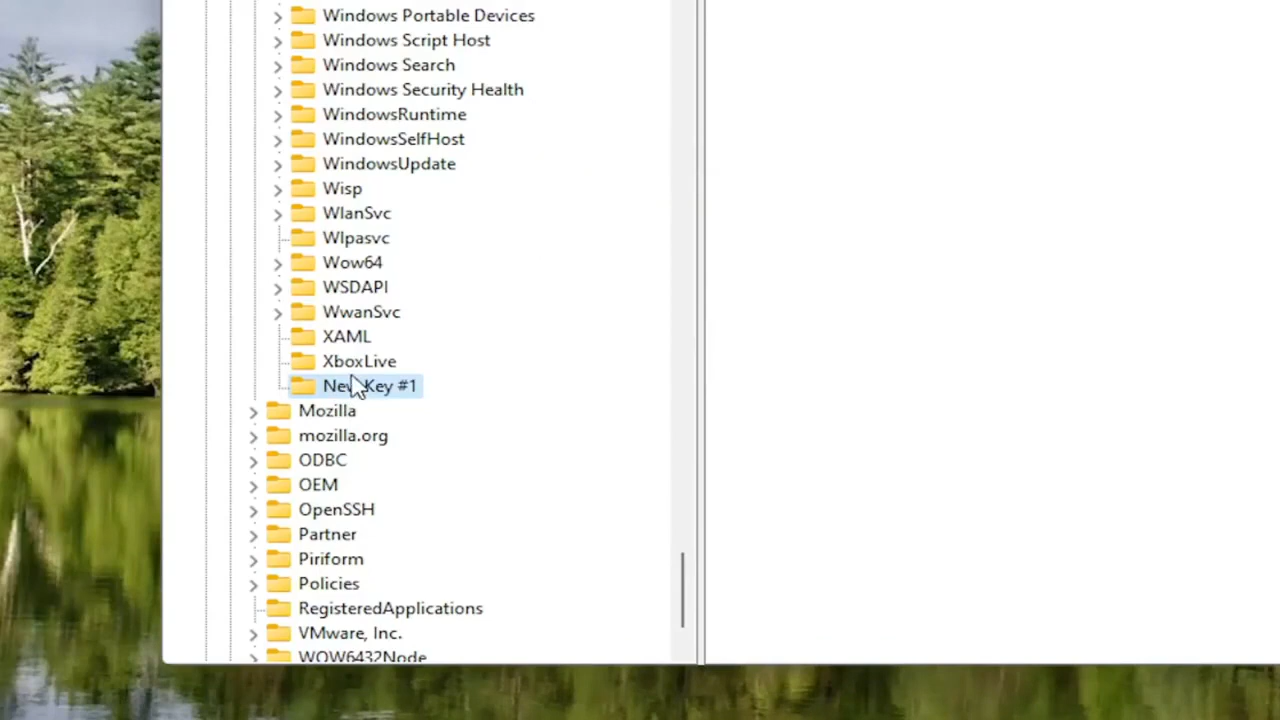 Windows Portable Devices
Windows Script Host
Windows Search
Windows Security Health
WindowsRuntime
WindowsSelfHost
WindowsUpdate
Wisp
WlanSvc
Wlpasvc
Wow64
WSDAPI
WwanSvc
XAML
XboxLive
New Key #1
Mozilla
mozilla.org
ODBC
OEM
OpenSSH
Partner
Piriform
Policies
RegisteredApplications
VMware, Inc.
WOW6432Node